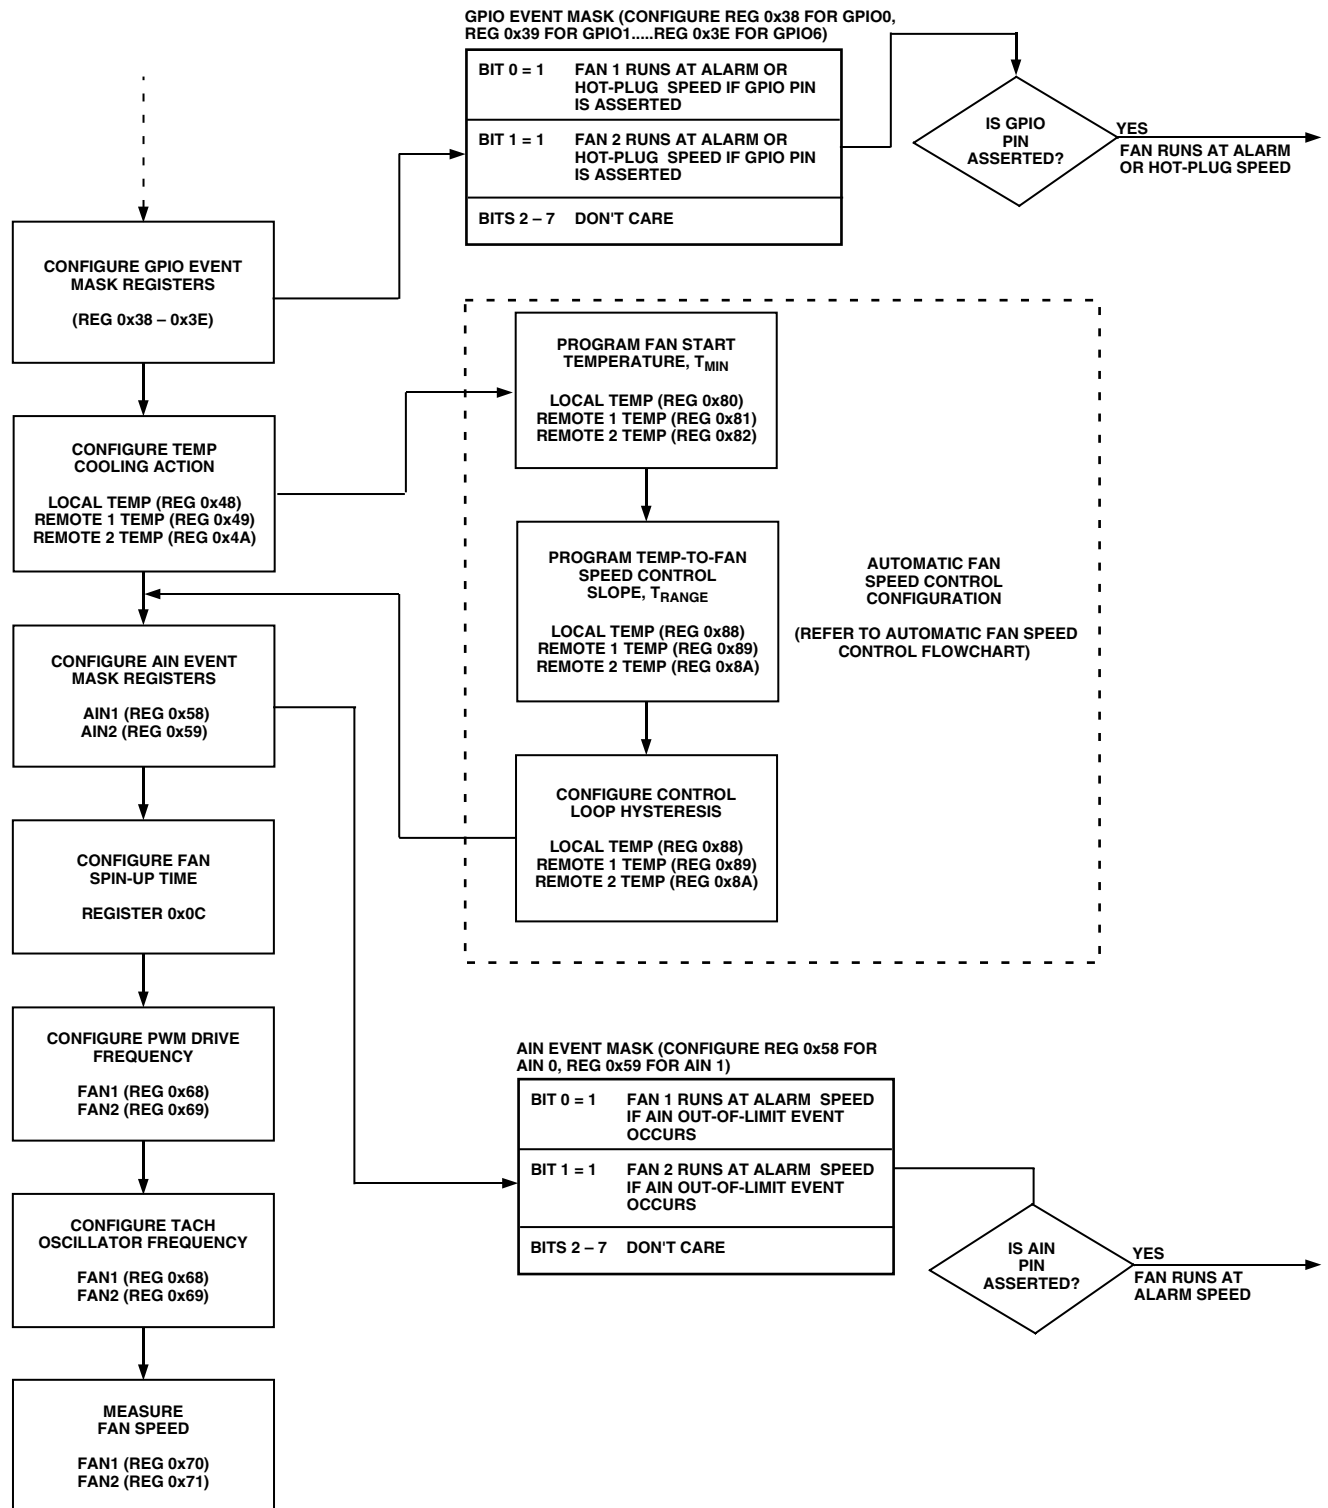 GPIO EVENT MASK (CONFIGURE REG 0x38 FOR GPIO0,
REG 0x39 FOR GPIO1.....REG 0x3E FOR GPIO6)
BIT 0 = 1 FAN 1 RUNS AT ALARM OR
HOT-PLUG SPEED IF GPIO PIN
IS ASSERTED
BIT 1 = 1 FAN 2 RUNS AT ALARM OR
HOT-PLUG SPEED IF GPIO PIN
IS ASSERTED
BITS 2 – 7 DON'T CARE
IS GPIO
PIN
ASSERTED?
YES
FAN RUNS AT ALARM
OR HOT-PLUG SPEED
CONFIGURE GPIO EVENT
MASK REGISTERS
(REG 0x38 – 0x3E)
CONFIGURE TEMP
COOLING ACTION
LOCAL TEMP (REG 0x48)
REMOTE 1 TEMP (REG 0x49)
REMOTE 2 TEMP (REG 0x4A)
PROGRAM FAN START
TEMPERATURE, TMIN
LOCAL TEMP (REG 0x80)
REMOTE 1 TEMP (REG 0x81)
REMOTE 2 TEMP (REG 0x82)
PROGRAM TEMP-TO-FAN
SPEED CONTROL
SLOPE, TRANGE
LOCAL TEMP (REG 0x88)
REMOTE 1 TEMP (REG 0x89)
REMOTE 2 TEMP (REG 0x8A)
AUTOMATIC FAN
SPEED CONTROL
CONFIGURATION
(REFER TO AUTOMATIC FAN SPEED
CONTROL FLOWCHART)
CONFIGURE CONTROL
LOOP HYSTERESIS
LOCAL TEMP (REG 0x88)
REMOTE 1 TEMP (REG 0x89)
REMOTE 2 TEMP (REG 0x8A)
CONFIGURE AIN EVENT
MASK REGISTERS
AIN1 (REG 0x58)
AIN2 (REG 0x59)
CONFIGURE FAN
SPIN-UP TIME
REGISTER 0x0C
CONFIGURE PWM DRIVE
FREQUENCY
FAN1 (REG 0x68)
FAN2 (REG 0x69)
AIN EVENT MASK (CONFIGURE REG 0x58 FOR
AIN 0, REG 0x59 FOR AIN 1)
BIT 0 = 1 FAN 1 RUNS AT ALARM SPEED
IF AIN OUT-OF-LIMIT EVENT
OCCURS
BIT 1 = 1 FAN 2 RUNS AT ALARM SPEED
IF AIN OUT-OF-LIMIT EVENT
OCCURS
BITS 2 – 7 DON'T CARE
IS AIN
PIN
ASSERTED?
YES
FAN RUNS AT
ALARM SPEED
CONFIGURE TACH
OSCILLATOR FREQUENCY
FAN1 (REG 0x68)
FAN2 (REG 0x69)
MEASURE
FAN SPEED
FAN1 (REG 0x70)
FAN2 (REG 0x71)